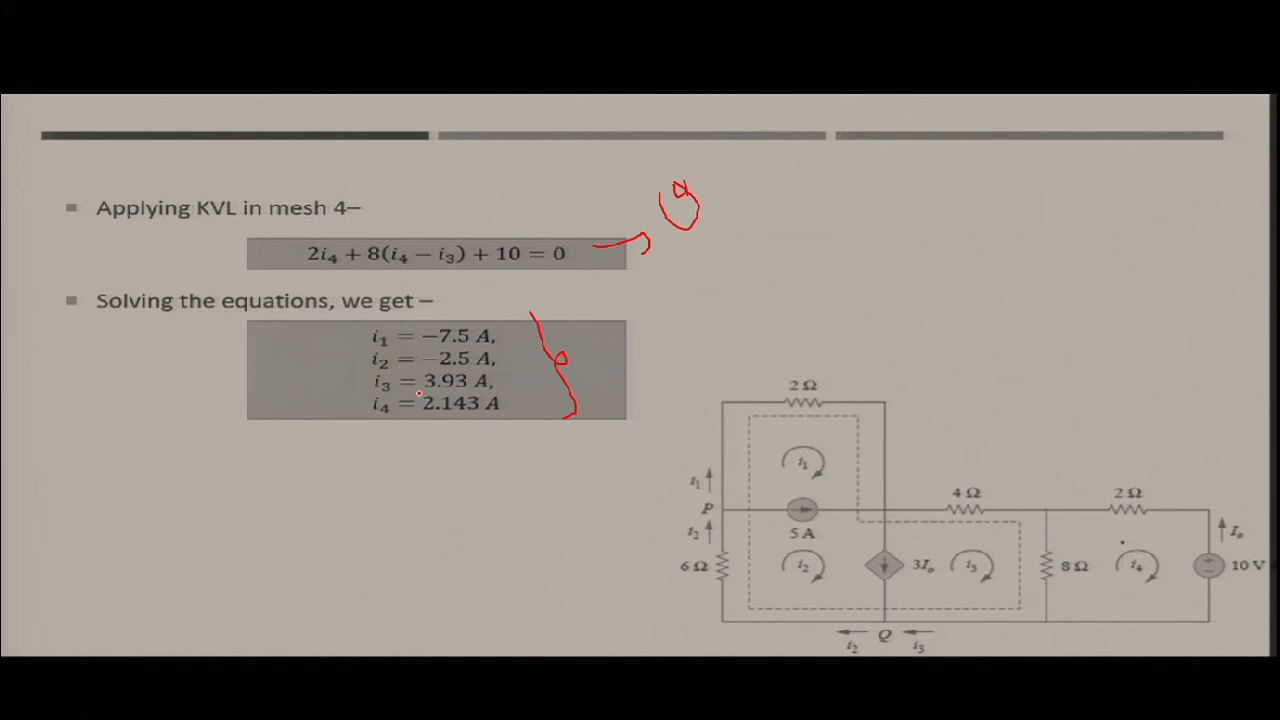 Applying KVL in mesh 4–
2i₄ + 8(i₄ − i₃) + 10 = 0
Solving the equations, we get –
i₁ = −7.5 A,
i₂ = −2.5 A,
i₃ = 3.93 A,
i₄ = 2.143 A
2 Ω
i₁
i₁
P
4 Ω
2 Ω
i₂
5 A
Iₒ
6 Ω
i₂
3Iₒ
i₃
8 Ω
i₄
10 V
Q
i₂
i₃